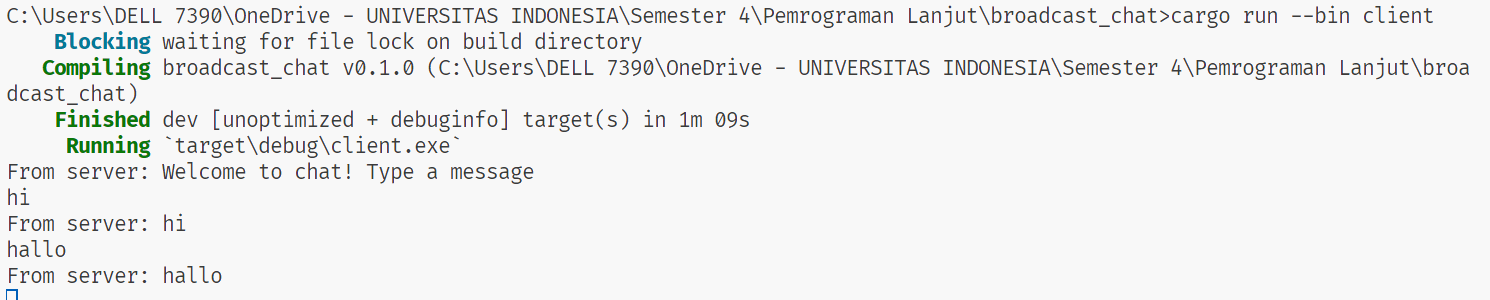 C:\Users\DELL 7390\OneDrive - UNIVERSITAS INDONESIA\Semester 4\Pemrograman Lanjut\broadcast_chat>cargo run --bin client
Blocking waiting for file lock on build directory
Compiling broadcast_chat v0.1.0 (C:\Users\DELL 7390\OneDrive - UNIVERSITAS INDONESIA\Semester 4\Pemrograman Lanjut\broa
dcast_chat)
Finished dev [unoptimized + debuginfo] target(s) in 1m 09s
Running `target\debug\client.exe`
From server: Welcome to chat! Type a message
hi
From server: hi
hallo
From server: hallo